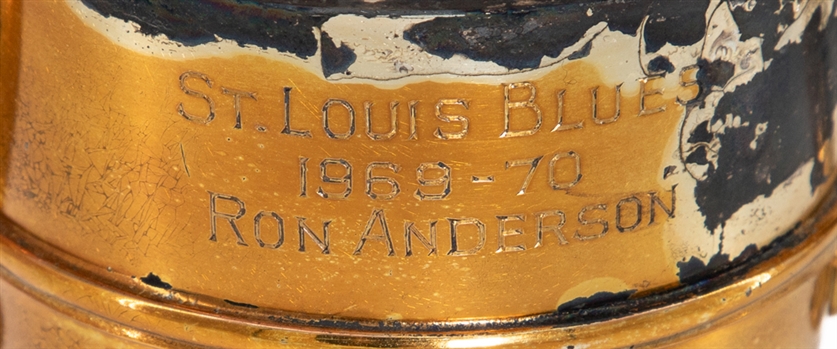 ST. LOUIS BLUES
1969-70
RON ANDERSON